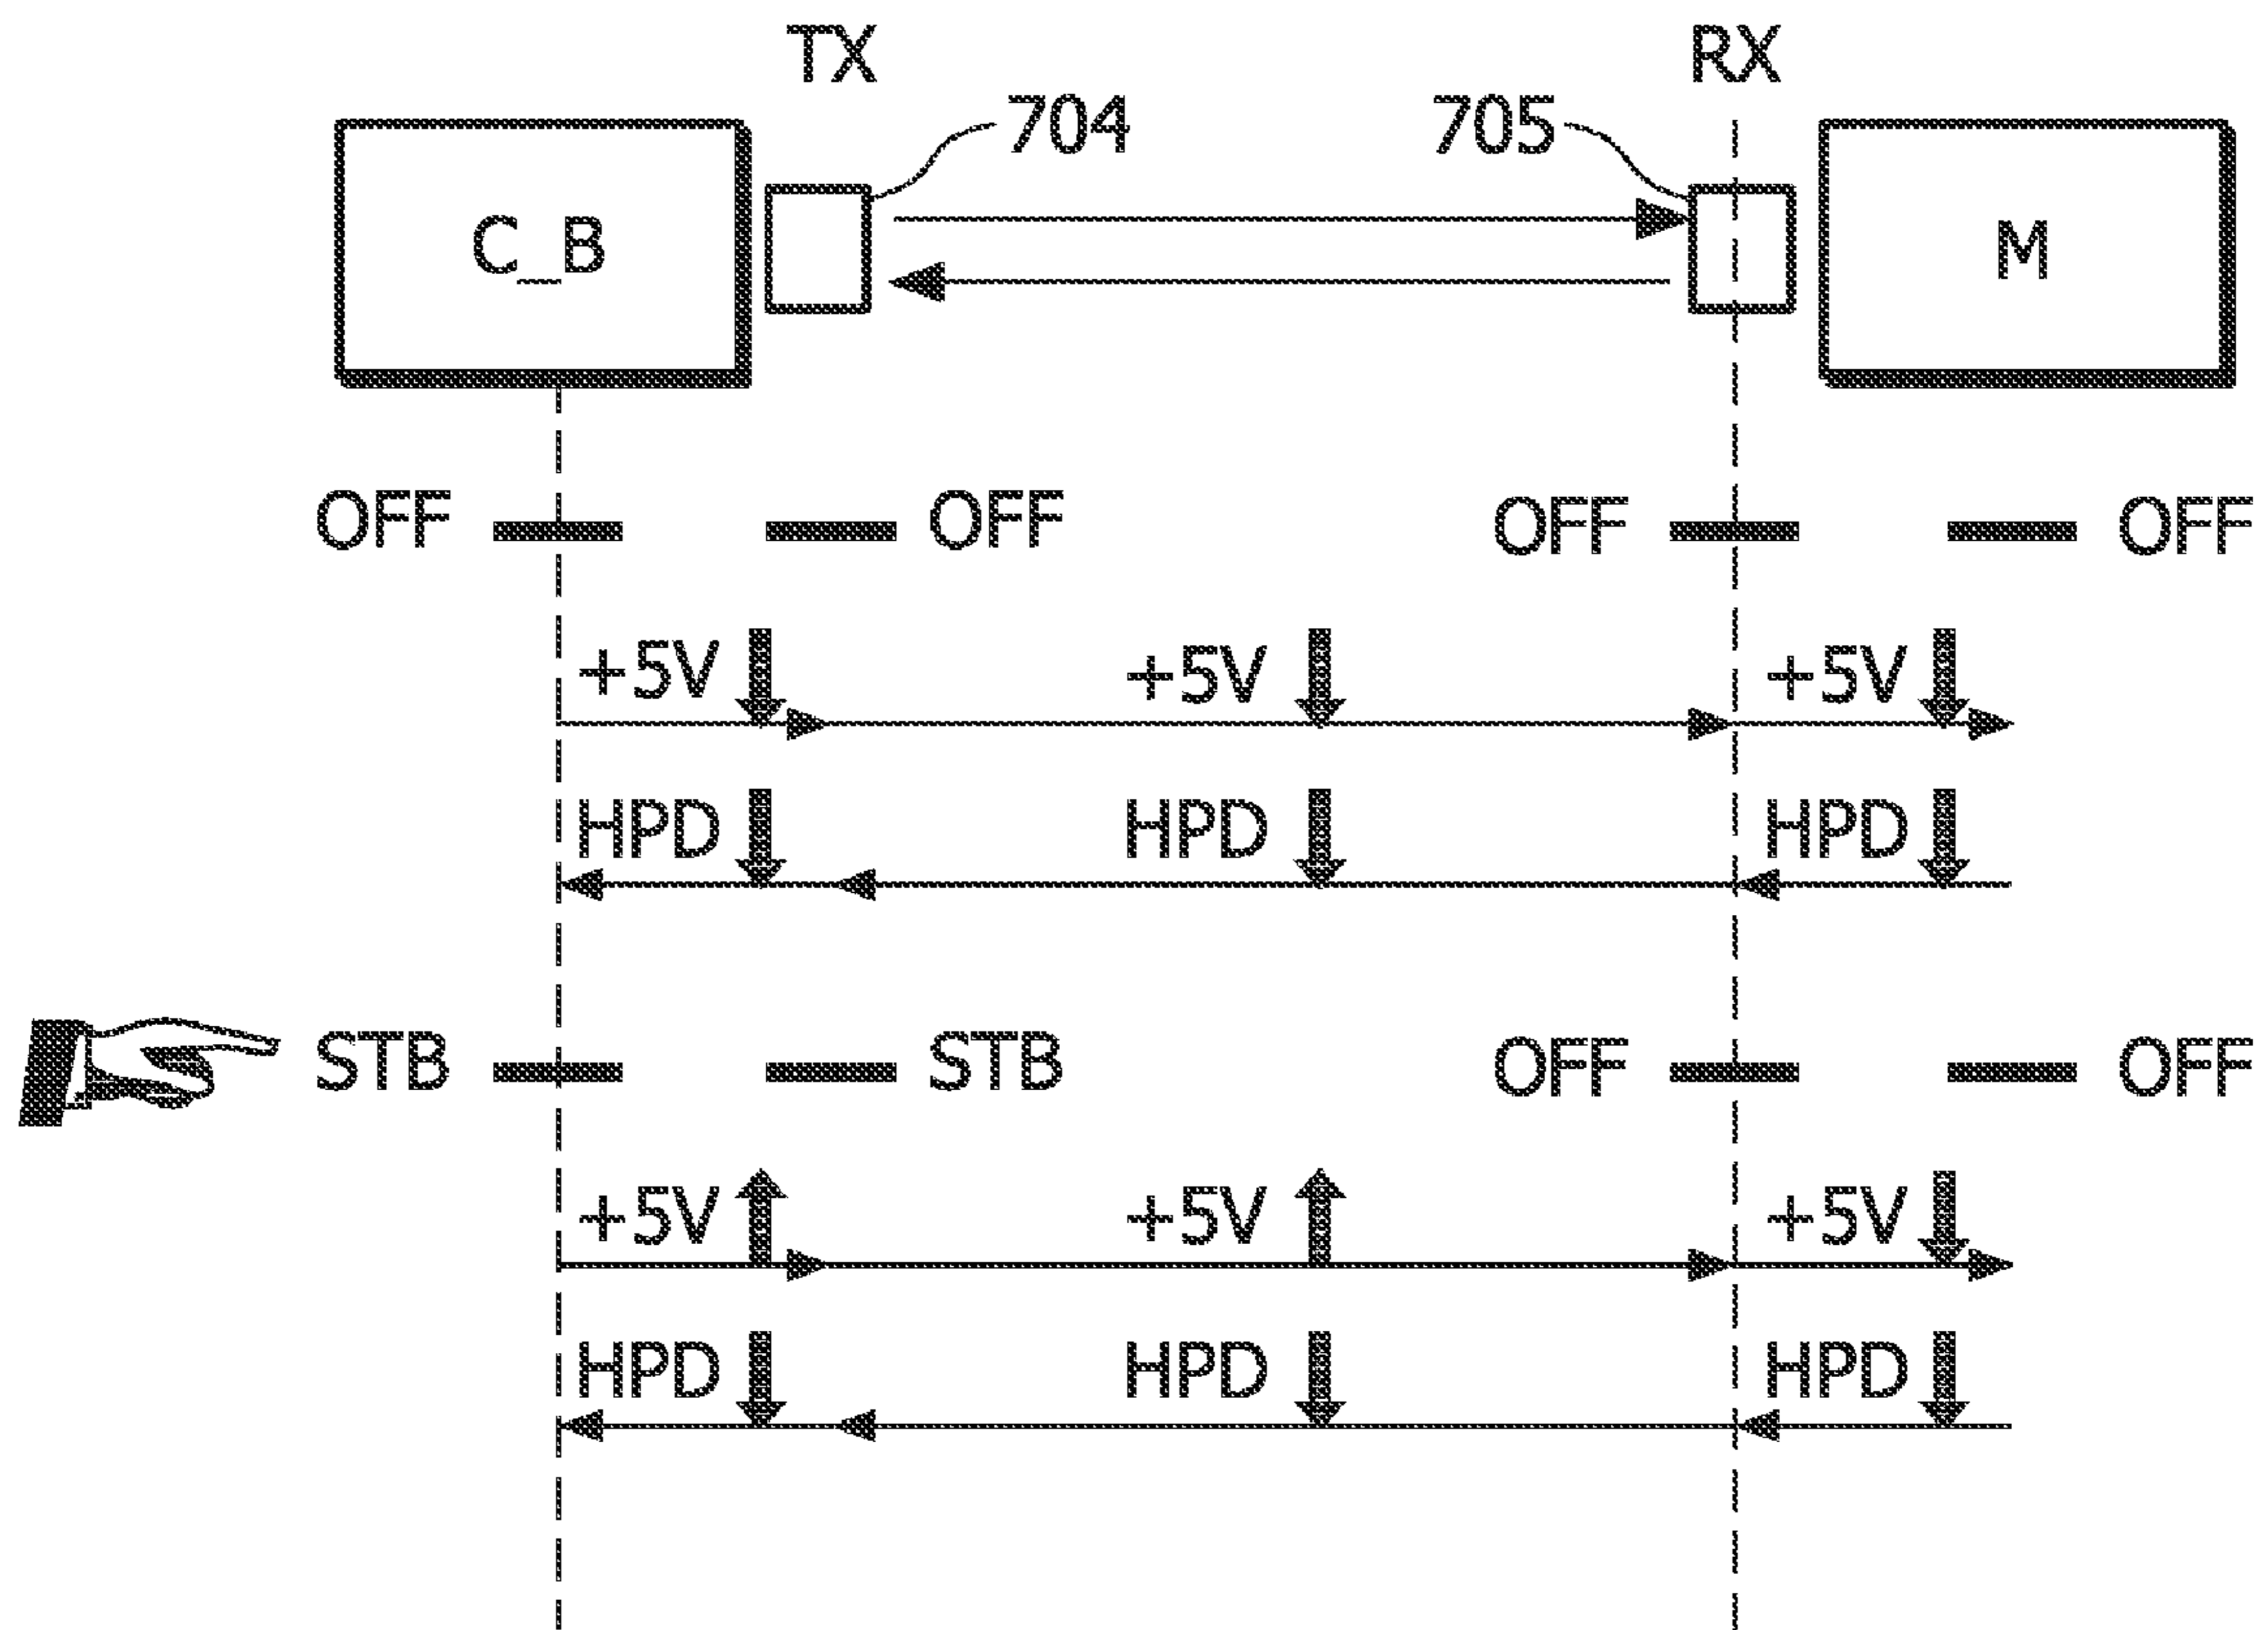 TX RX
704 705
C_B M
OFF OFF OFF OFF
+5V +5V +5V
HPD HPD HPD
STB STB OFF OFF
+5V +5V +5V
HPD HPD HPD